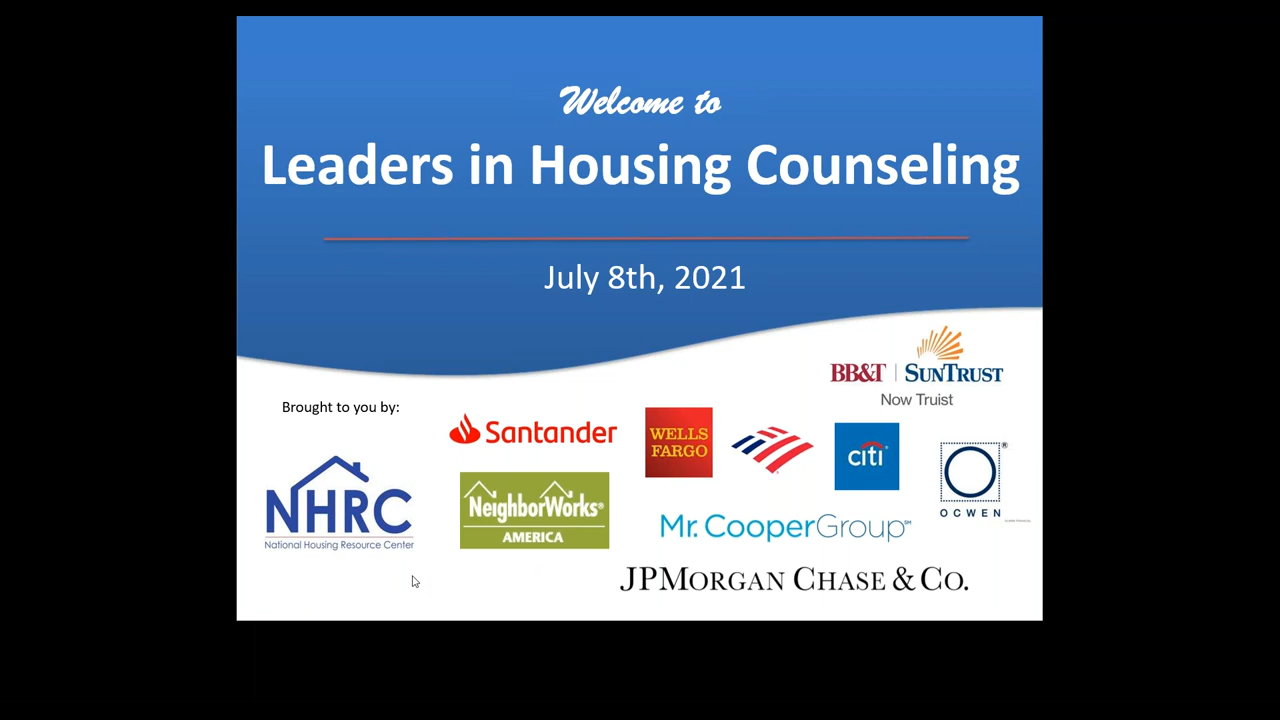 Welcome to
Leaders in Housing Counseling
July 8th, 2021
BB&T | SUNTRUST
Now Truist
Brought to you by:
Santander
WELLS
FARGO
citi
NHRC
National Housing Resource Center
NeighborWorks®
AMERICA
Mr. CooperGroup℠
®
OCWEN
JPMORGAN CHASE & CO.